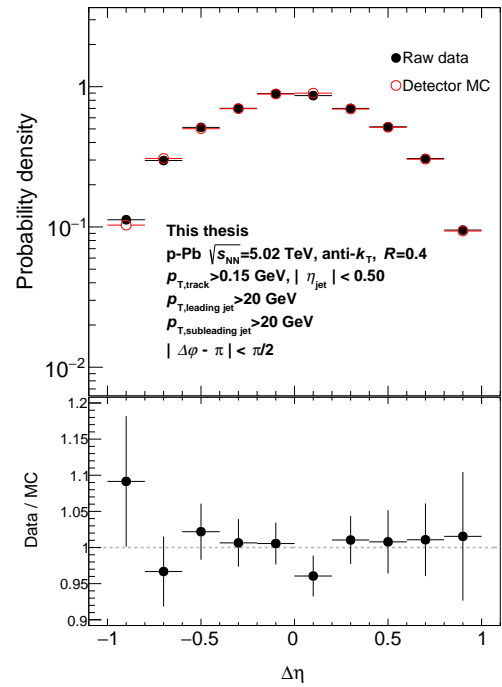 Probability density
1
10⁻¹
10⁻²
Raw data
Detector MC
This thesis
p-Pb √s_NN=5.02 TeV, anti-k_T, R=0.4
p_T,track>0.15 GeV, | η_jet | < 0.50
p_T,leading jet>20 GeV
p_T,subleading jet>20 GeV
| Δφ - π | < π/2
Data / MC
1.2
1.15
1.1
1.05
1
0.95
0.9
−1 −0.5 0 0.5 1
Δη